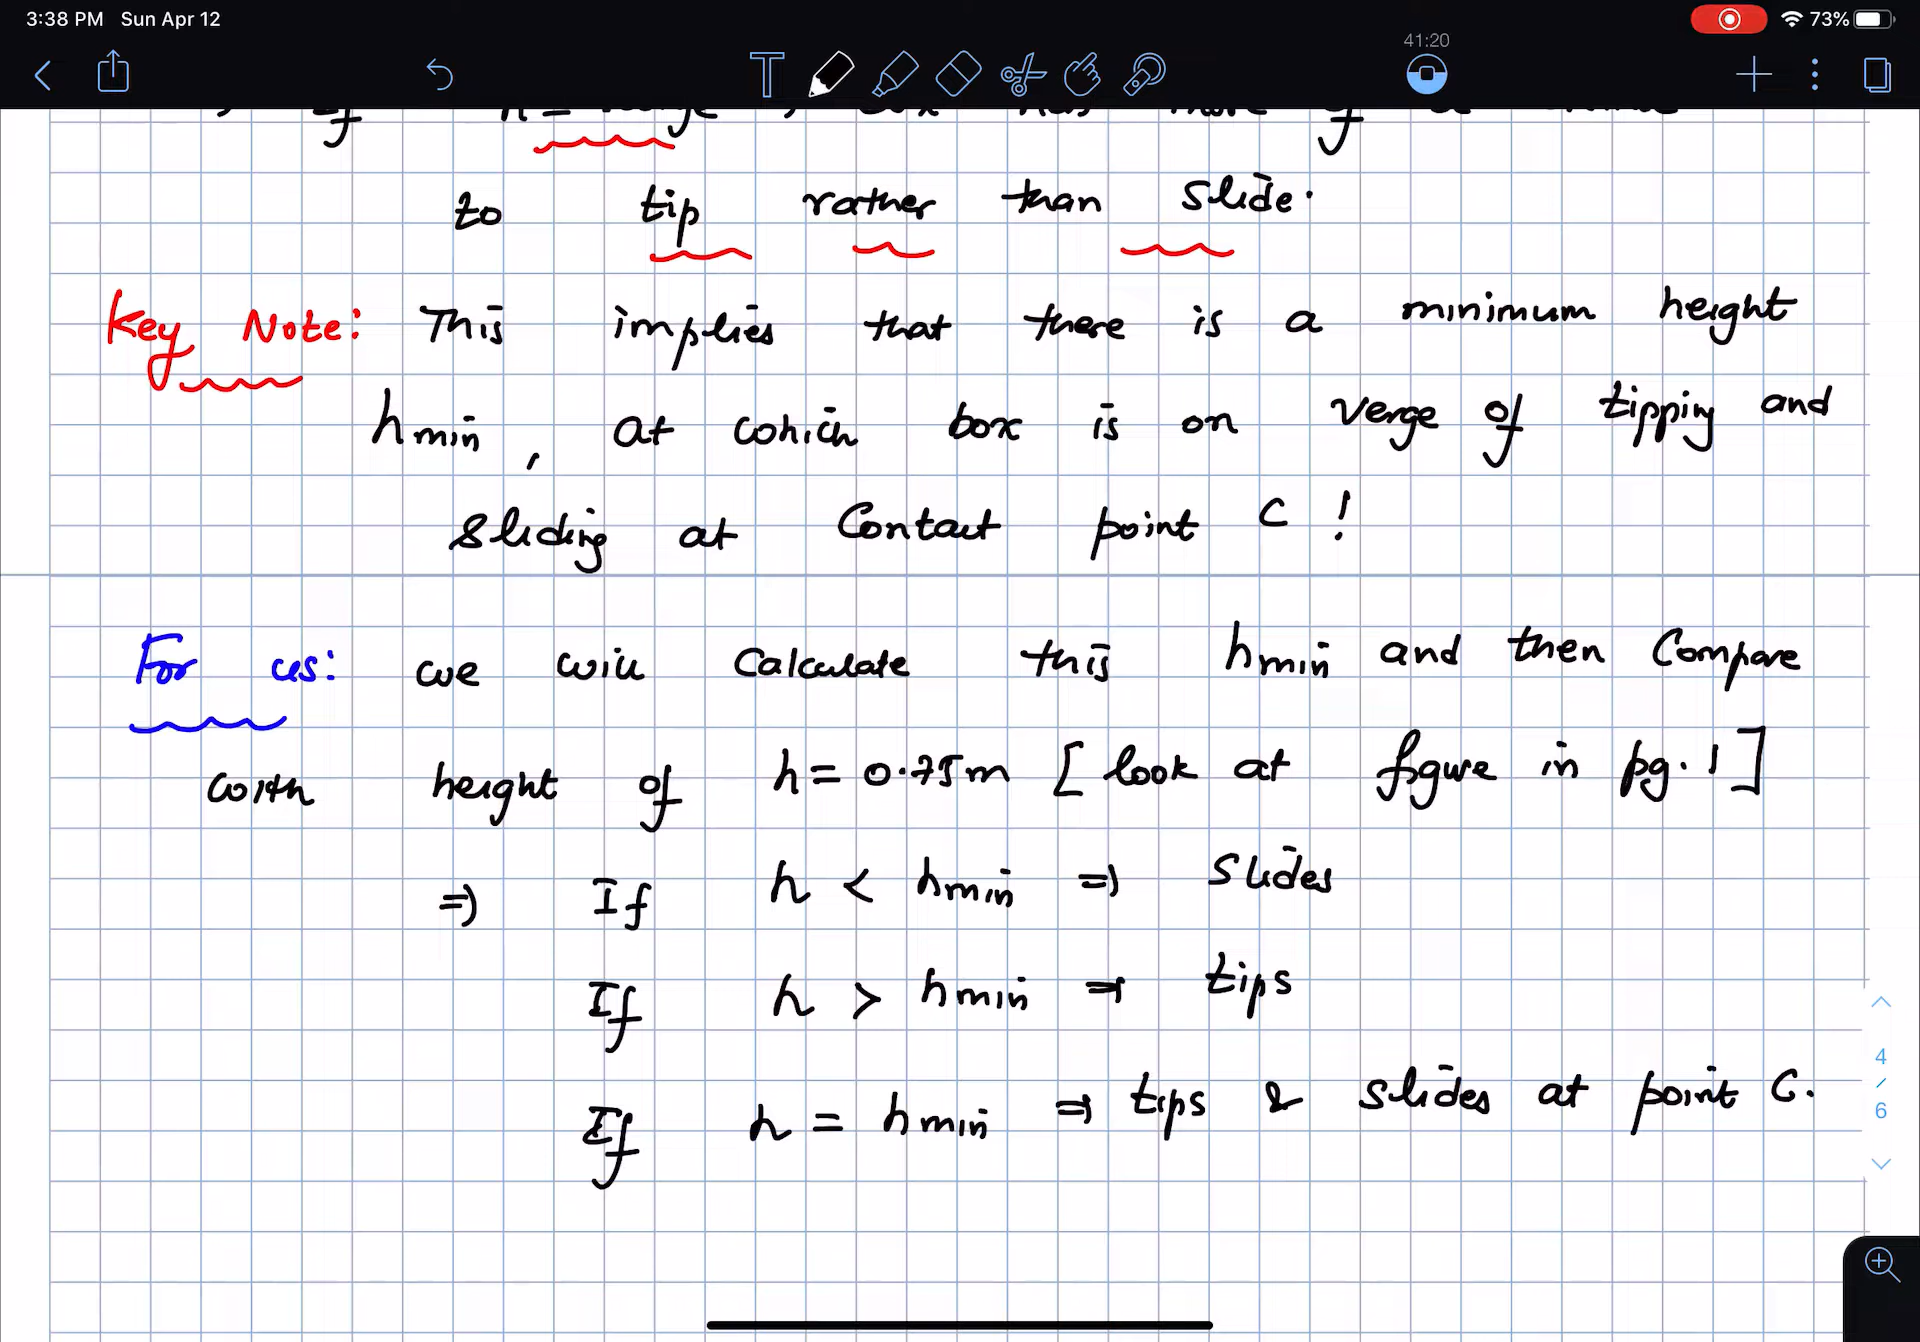 3:38 PM Sun Apr 12
73%
41:20
to tip rather than slide.
Key Note: This implies that there is a minimum height
hmin, at which box is on verge of tipping and
sliding at contact point C!
For us: we will calculate this hmin and then compare
with height of h = 0.75m [look at figure in pg. 1]
=> If h < hmin => slides
If h > hmin => tips
If h = hmin => tips & slides at point C.
4
/
6